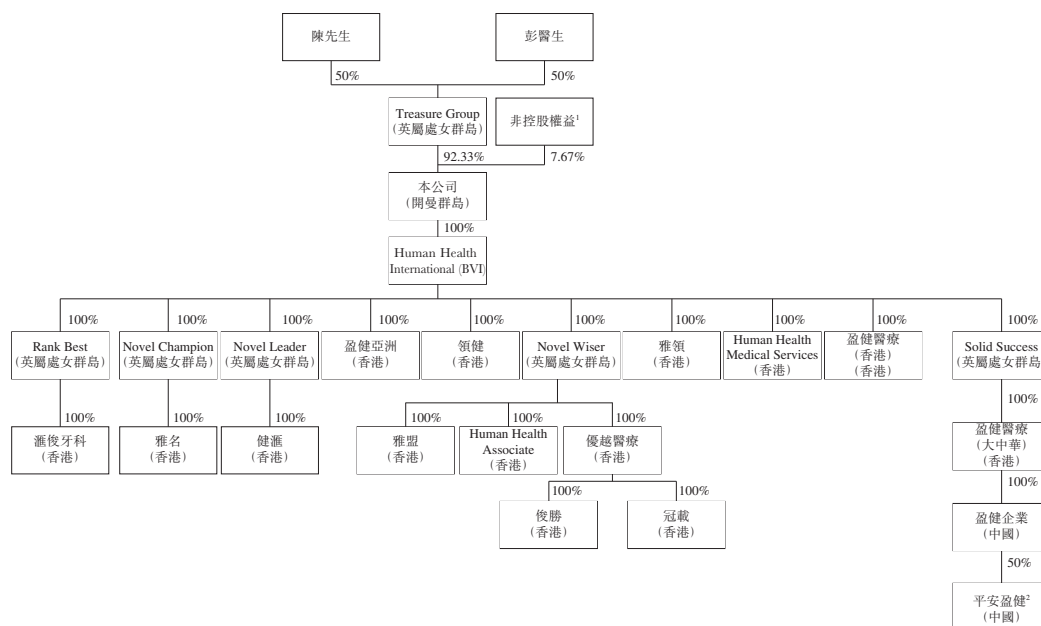 陳先生
彭醫生
50%
50%
Treasure Group
(英屬處女群島)
非控股權益1
92.33%
7.67%
本公司
(開曼群島)
100%
Human Health
International (BVI)
100%
100%
100%
100%
100%
100%
100%
100%
100%
100%
Rank Best
(英屬處女群島)
Novel Champion
(英屬處女群島)
Novel Leader
(英屬處女群島)
盈健亞洲
(香港)
領健
(香港)
Novel Wiser
(英屬處女群島)
雅領
(香港)
Human Health
Medical Services
(香港)
盈健醫療
(香港)
(香港)
Solid Success
(英屬處女群島
100%
100%
100%
100%
100%
100%
100%
滙俊牙科
(香港)
雅名
(香港)
健滙
(香港)
雅盟
(香港)
Human Health
Associate
(香港)
優越醫療
(香港)
盈健醫療
(大中華)
(香港)
100%
100%
100%
俊勝
(香港)
冠載
(香港)
盈健企業
(中國)
50%
平安盈健2
(中國)